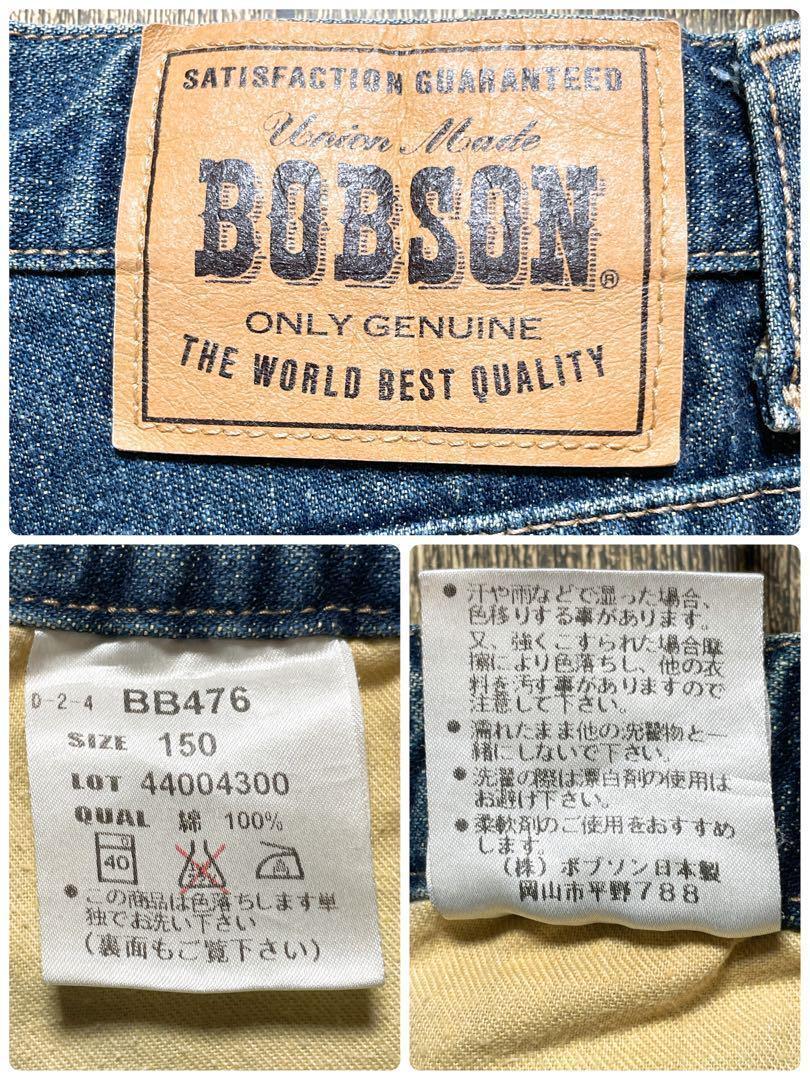 SATISFACTION GUARANTEED
Union Made
BOBSON®
ONLY GENUINE
THE WORLD BEST QUALITY
D-2-4 BB476
SIZE 150
LOT 44004300
QUAL 綿 100%
40
●この商品は色落ちします単
独でお洗い下さい
(裏面もご覧下さい)
●汗や雨などで湿った場合、
色移りする事があります。
又、強くこすられた場合摩
擦により色落ちし、他の衣
料を汚す事がありますので
注意して下さい。
●濡れたまま他の洗濯物と一
緒にしないで下さい。
●洗濯の際は漂白剤の使用は
お避け下さい。
●柔軟剤のご使用をおすすめ
します。
(株)ボブソン日本製
岡山市平野788